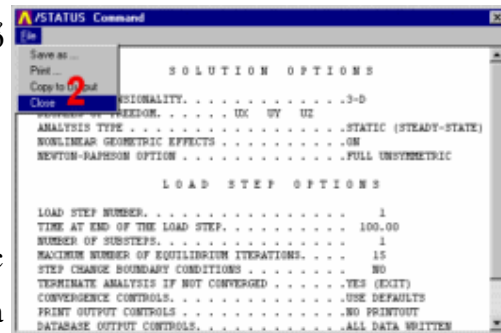 /STATUS Command
File
Save as ...
Print ...
Copy to Output
Close
2
SOLUTION OPTIONS
DIMENSIONALITY. . . . . . . . . . . . .3-D
DEGREES OF FREEDOM. . . . . . UX UY UZ
ANALYSIS TYPE . . . . . . . . . . . . . . . . .STATIC (STEADY-STATE)
NONLINEAR GEOMETRIC EFFECTS . . . . . . . . . .ON
NEWTON-RAPHSON OPTION . . . . . . . . . . . . .FULL UNSYMMETRIC
LOAD STEP OPTIONS
LOAD STEP NUMBER. . . . . . . . . . . . . . . . 1
TIME AT END OF THE LOAD STEP. . . . . . . . . . 100.00
NUMBER OF SUBSTEPS. . . . . . . . . . . . . . . 1
MAXIMUM NUMBER OF EQUILIBRIUM ITERATIONS. . . . 15
STEP CHANGE BOUNDARY CONDITIONS . . . . . . . . NO
TERMINATE ANALYSIS IF NOT CONVERGED . . . . . .YES (EXIT)
CONVERGENCE CONTROLS. . . . . . . . . . . . . .USE DEFAULTS
PRINT OUTPUT CONTROLS . . . . . . . . . . . . .NO PRINTOUT
DATABASE OUTPUT CONTROLS. . . . . . . . . . . .ALL DATA WRITTEN